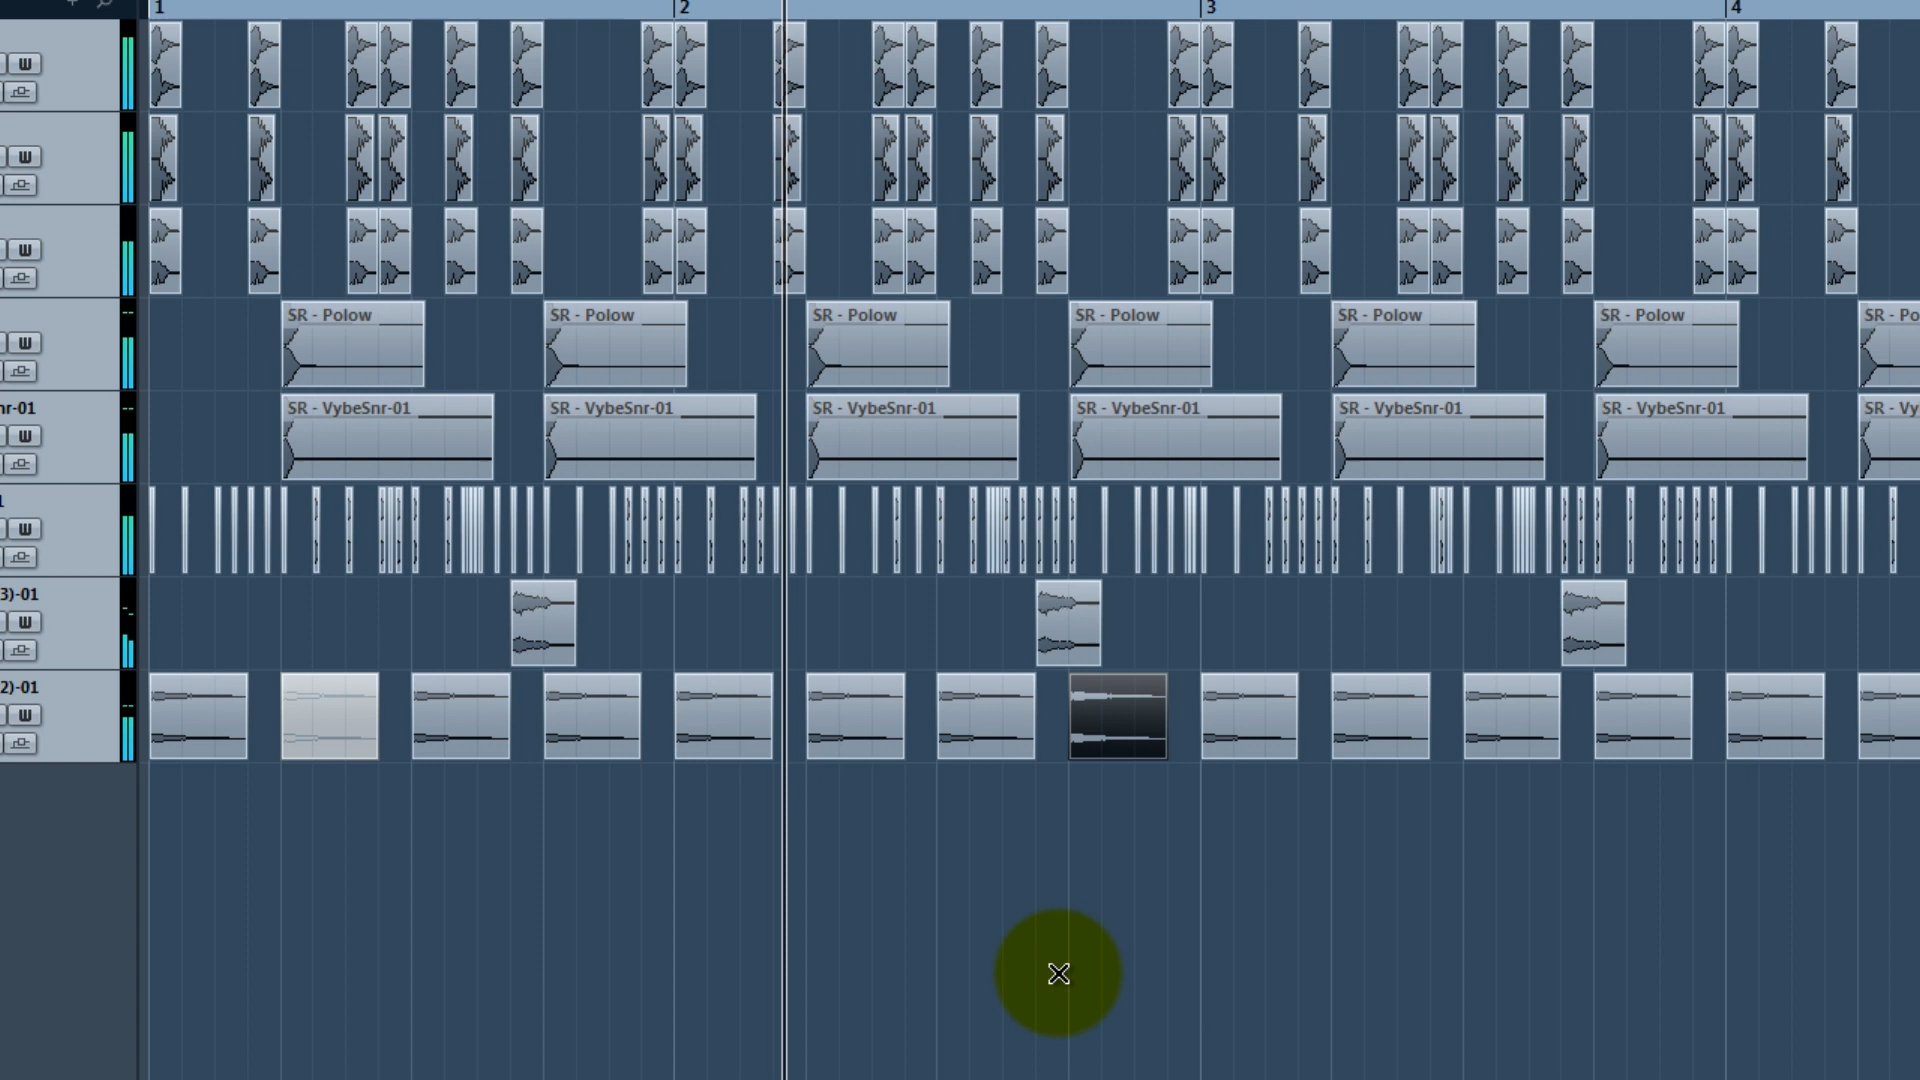 1 2 3 4
W
W
W
W
SR - Polow SR - Polow SR - Polow SR - Polow SR - Polow SR - Polow SR - Po
nr-01 SR - VybeSnr-01 SR - VybeSnr-01 SR - VybeSnr-01 SR - VybeSnr-01 SR - VybeSnr-01 SR - VybeSnr-01 SR - Vy
W
1
W
3)-01
W
2)-01
W